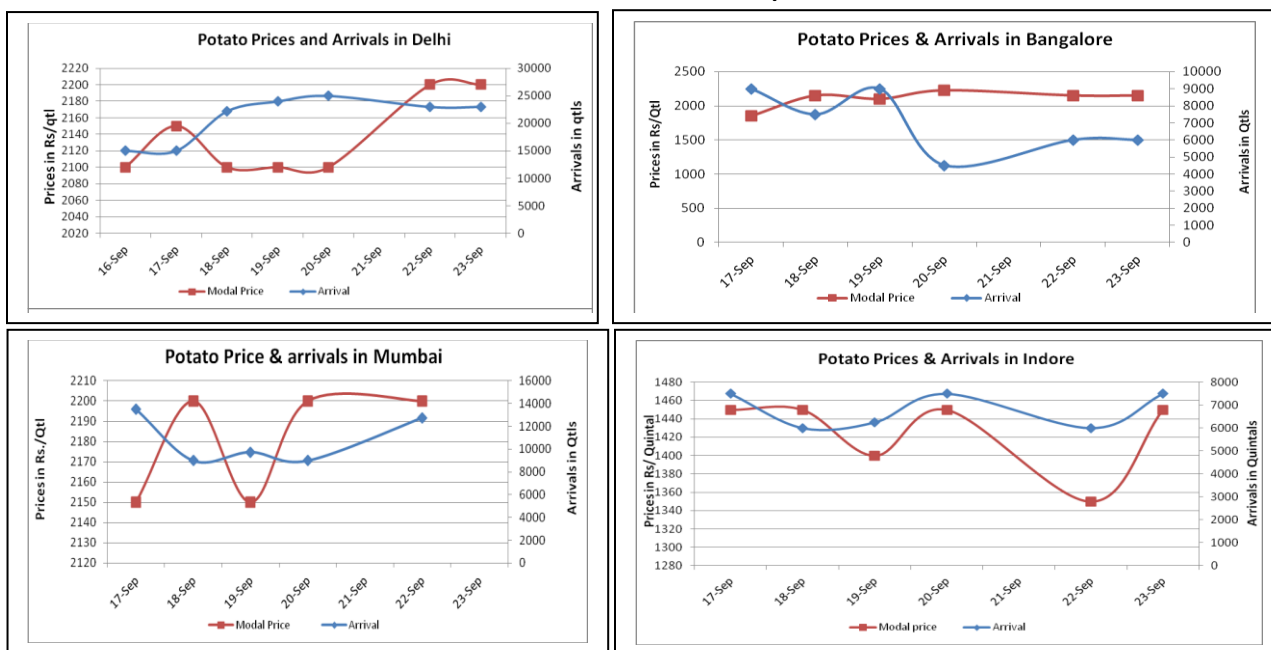 Potato Prices and Arrivals in Delhi
Prices in Rs/qtl
2220
2200
2180
2160
2140
2120
2100
2080
2060
2040
2020
30000
25000
20000
15000
10000
5000
0
Arrivals in qtls
16-Sep
17-Sep
18-Sep
19-Sep
20-Sep
21-Sep
22-Sep
23-Sep
Modal Price
Arrival
Potato Prices & Arrivals in Bangalore
Prices in Rs/Qtl
2500
2000
1500
1000
500
0
10000
9000
8000
7000
6000
5000
4000
3000
2000
1000
0
Arrivals in Qtls
17-Sep
18-Sep
19-Sep
20-Sep
21-Sep
22-Sep
23-Sep
Modal Price
Arrival
Potato Price & arrivals in Mumbai
Prices in Rs./Qtl
2210
2200
2190
2180
2170
2160
2150
2140
2130
2120
16000
14000
12000
10000
8000
6000
4000
2000
0
Arrivals in Qtls
17-Sep
18-Sep
19-Sep
20-Sep
21-Sep
22-Sep
23-Sep
Modal Price
Arrival
Potato Prices & Arrivals in Indore
Prices in Rs/ Quintal
1480
1460
1440
1420
1400
1380
1360
1340
1320
1300
1280
8000
7000
6000
5000
4000
3000
2000
1000
0
Arrivals in Quintals
17-Sep
18-Sep
19-Sep
20-Sep
21-Sep
22-Sep
23-Sep
Modal price
Arrival